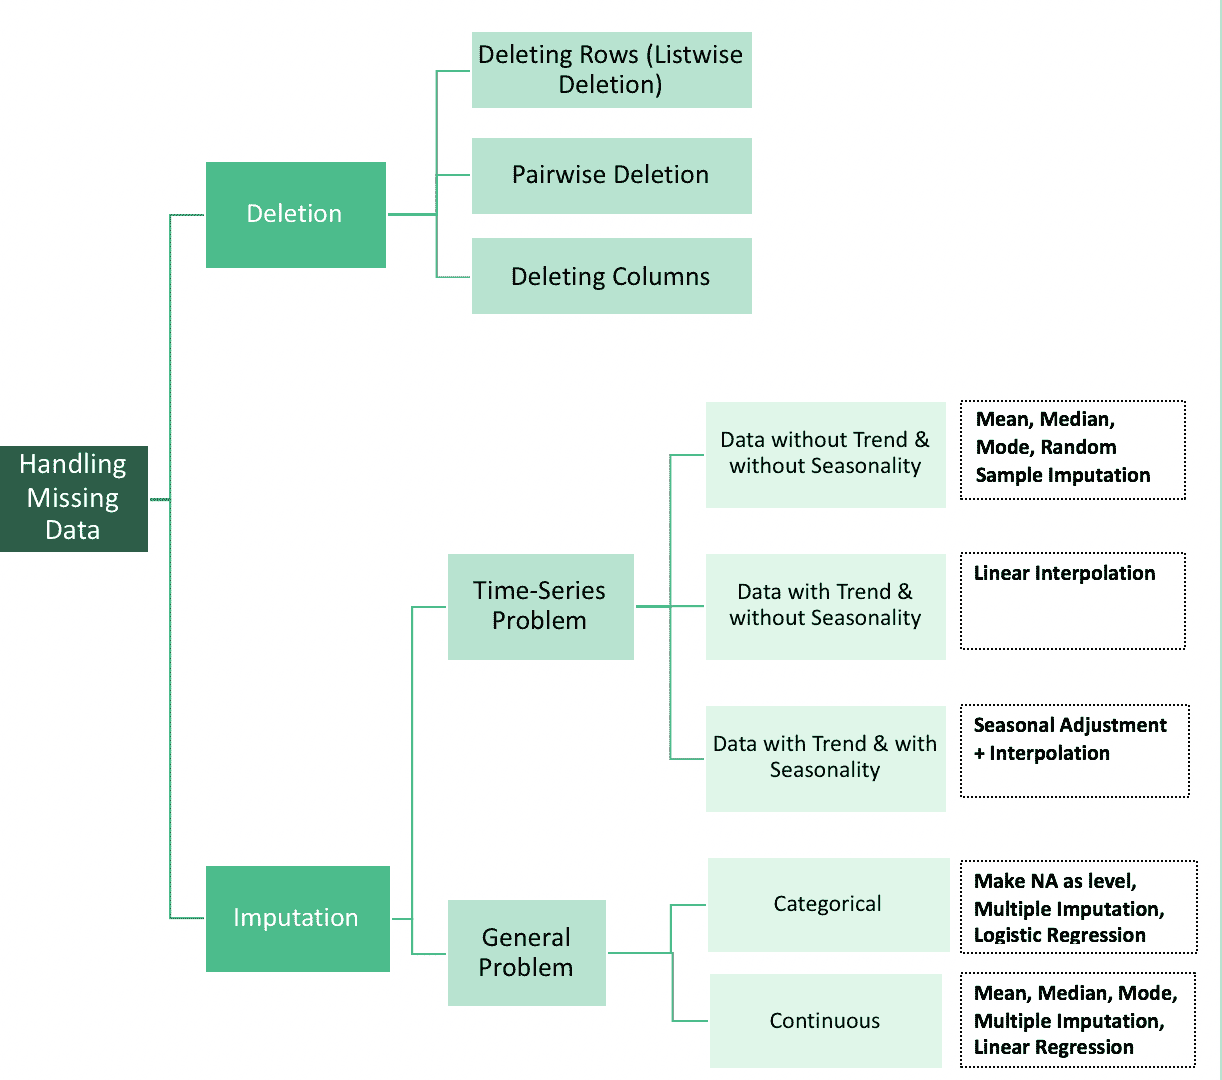 Deleting Rows (Listwise
Deletion)
Pairwise Deletion
Deletion
Deleting Columns
Handling
Missing
Data
Data without Trend &
without Seasonality
Mean, Median,
Mode, Random
Sample Imputation
Time-Series
Problem
Data with Trend &
without Seasonality
Linear Interpolation
Data with Trend & with
Seasonality
Seasonal Adjustment
+ Interpolation
Imputation
General
Problem
Categorical
Make NA as level,
Multiple Imputation,
Logistic Regression
Continuous
Mean, Median, Mode,
Multiple Imputation,
Linear Regression